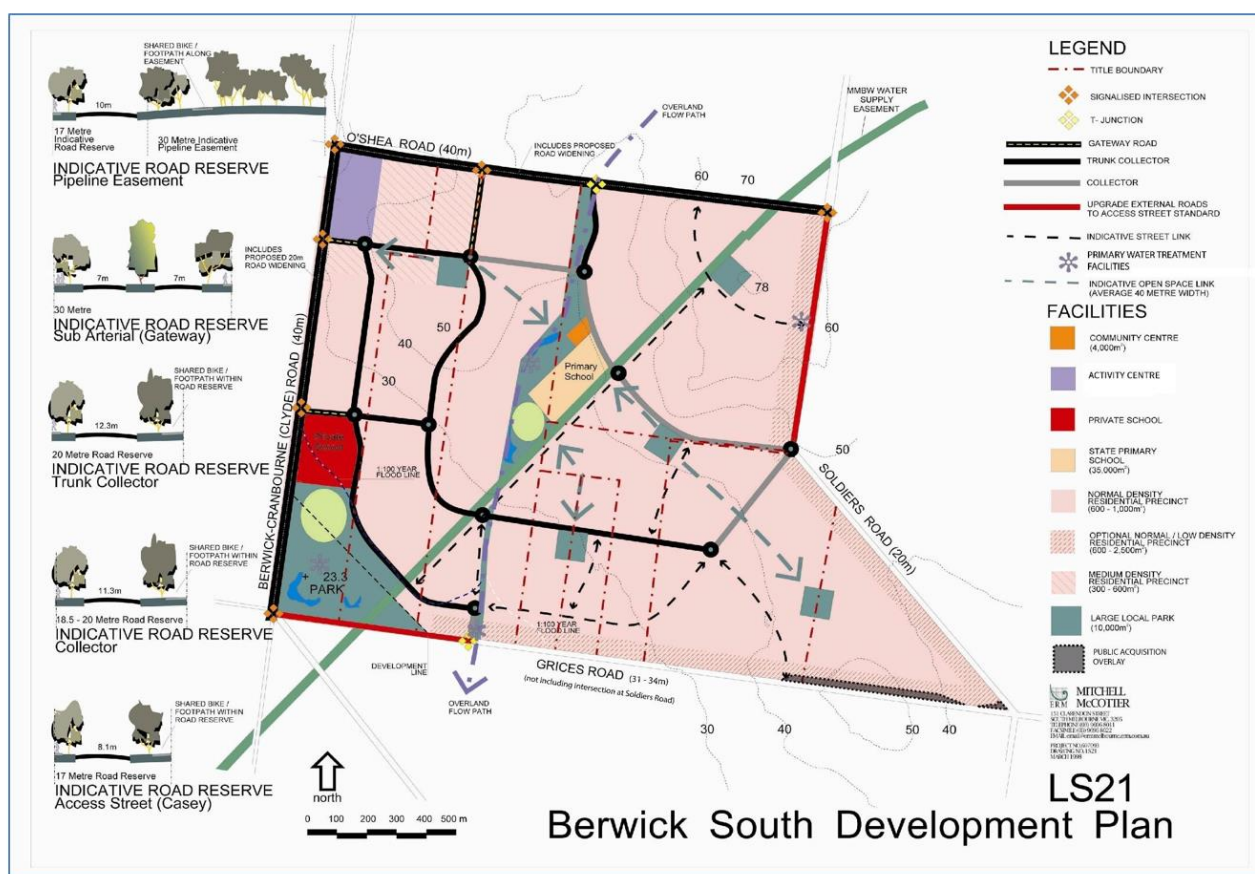 SHARED BIKE /
FOOTPATH ALONG
EASEMENT
10m
17 Metre
Indicative
Road Reserve
30 Metre Indicative
Pipeline Easement
INDICATIVE ROAD RESERVE
Pipeline Easement
INCLUDES
PROPOSED 20m
ROAD WIDENING
7m
7m
30 Metre
INDICATIVE ROAD RESERVE
Sub Arterial (Gateway)
SHARED BIKE /
FOOTPATH WITHIN
ROAD RESERVE
12.3m
20 Metre Road Reserve
INDICATIVE ROAD RESERVE
Trunk Collector
SHARED BIKE /
FOOTPATH WITHIN
ROAD RESERVE
11.3m
18.5 - 20 Metre Road Reserve
INDICATIVE ROAD RESERVE
Collector
SHARED BIKE /
FOOTPATH WITHIN
ROAD RESERVE
8.1m
17 Metre Road Reserve
INDICATIVE ROAD RESERVE
Access Street (Casey)
OVERLAND
FLOW PATH
MMBW WATER
SUPPLY
EASEMENT
O'SHEA ROAD (40m)
INCLUDES PROPOSED
ROAD WIDENING
60
70
78
60
50
40
30
Primary
School
BERWICK-CRANBOURNE (CLYDE) ROAD (40m)
1:100 YEAR
FLOOD LINE
50
SOLDIERS ROAD (20m)
23.3
PARK
1:100 YEAR
FLOOD LINE
DEVELOPMENT
LINE
GRICES ROAD (31 - 34m)
(not including intersection at Soldiers Road)
OVERLAND
FLOW PATH
30
40
50
40
north
0 100 200 300 400 500 m
LEGEND
TITLE BOUNDARY
SIGNALISED INTERSECTION
T- JUNCTION
GATEWAY ROAD
TRUNK COLLECTOR
COLLECTOR
UPGRADE EXTERNAL ROADS
TO ACCESS STREET STANDARD
INDICATIVE STREET LINK
PRIMARY WATER TREATMENT
FACILITIES
INDICATIVE OPEN SPACE LINK
(AVERAGE 40 METRE WIDTH)
FACILITIES
COMMUNITY CENTRE
(4,000m²)
ACTIVITY CENTRE
PRIVATE SCHOOL
STATE PRIMARY
SCHOOL
(35,000m²)
NORMAL DENSITY
RESIDENTIAL PRECINCT
(600 - 1,000m²)
OPTIONAL NORMAL / LOW DENSITY
RESIDENTIAL PRECINCT
(600 - 2,500m²)
MEDIUM DENSITY
RESIDENTIAL PRECINCT
(300 - 600m²)
LARGE LOCAL PARK
(10,000m²)
PUBLIC ACQUISITION
OVERLAY
ERM
MITCHELL
McCOTTER
MARCH 1998
LS21
Berwick South Development Plan